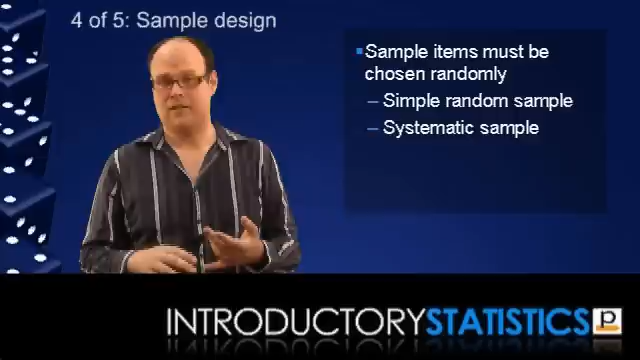 4 of 5: Sample design
▪Sample items must be
chosen randomly
– Simple random sample
– Systematic sample
INTRODUCTORYSTATISTICS p